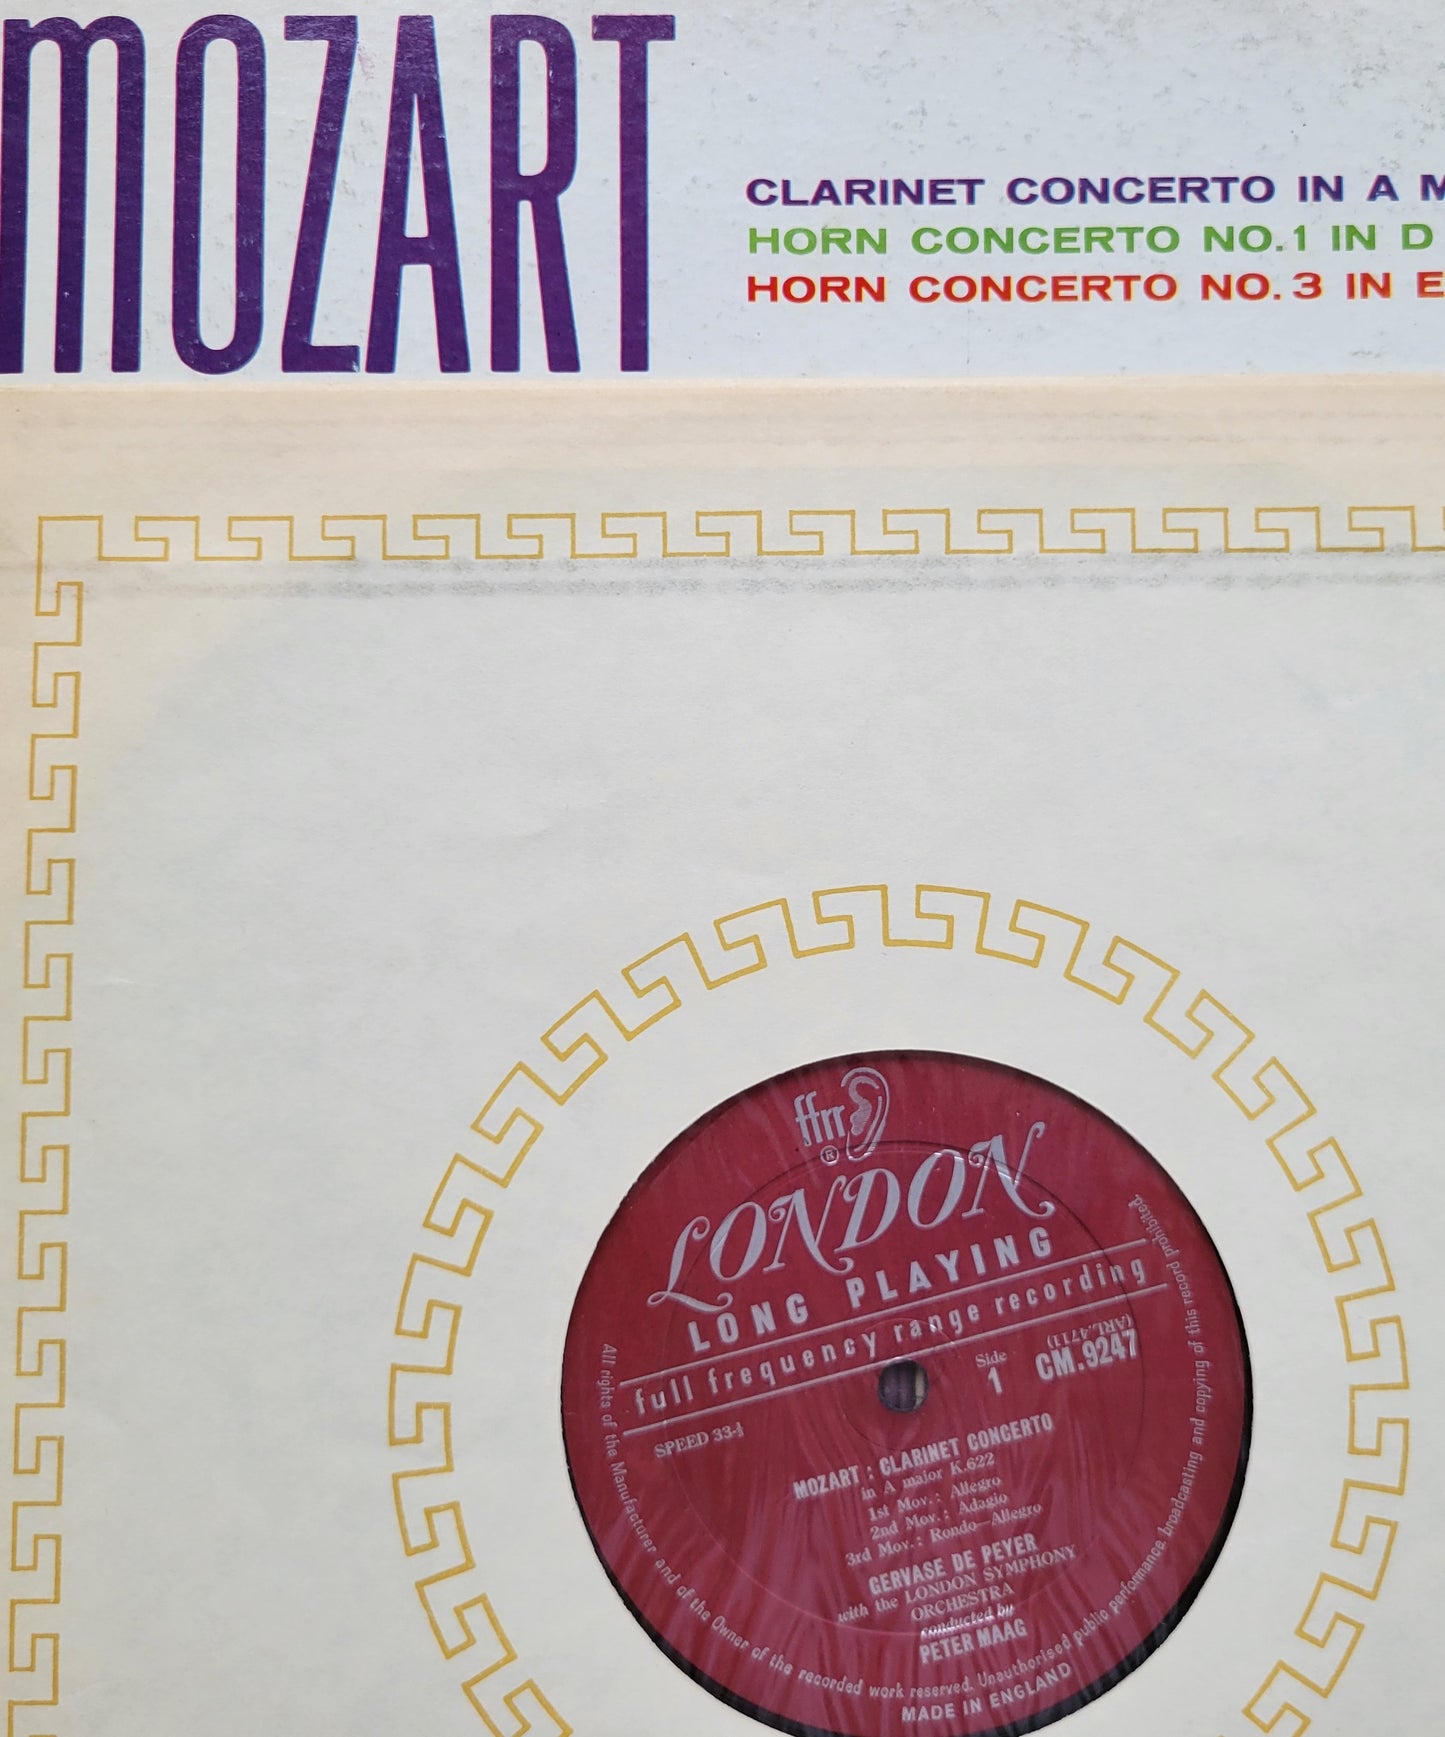 MOZART
CLARINET CONCERTO IN A M
HORN CONCERTO NO.1 IN D
HORN CONCERTO NO.3 IN E
ffrr
®
LONDON
LONG PLAYING
full frequency range recording
SPEED 33-⅓
Side
1
(ARL.4711)
CM.9247
MOZART : CLARINET CONCERTO
in A major K.622
1st Mov.: Allegro
2nd Mov.: Adagio
3rd Mov.: Rondo—Allegro
GERVASE DE PEYER
with the LONDON SYMPHONY
ORCHESTRA
conducted by
PETER MAAG
All rights of the Manufacturer and of the Owner of the recorded work reserved. Unauthorised public performance, broadcasting and copying of this record prohibited.
MADE IN ENGLAND